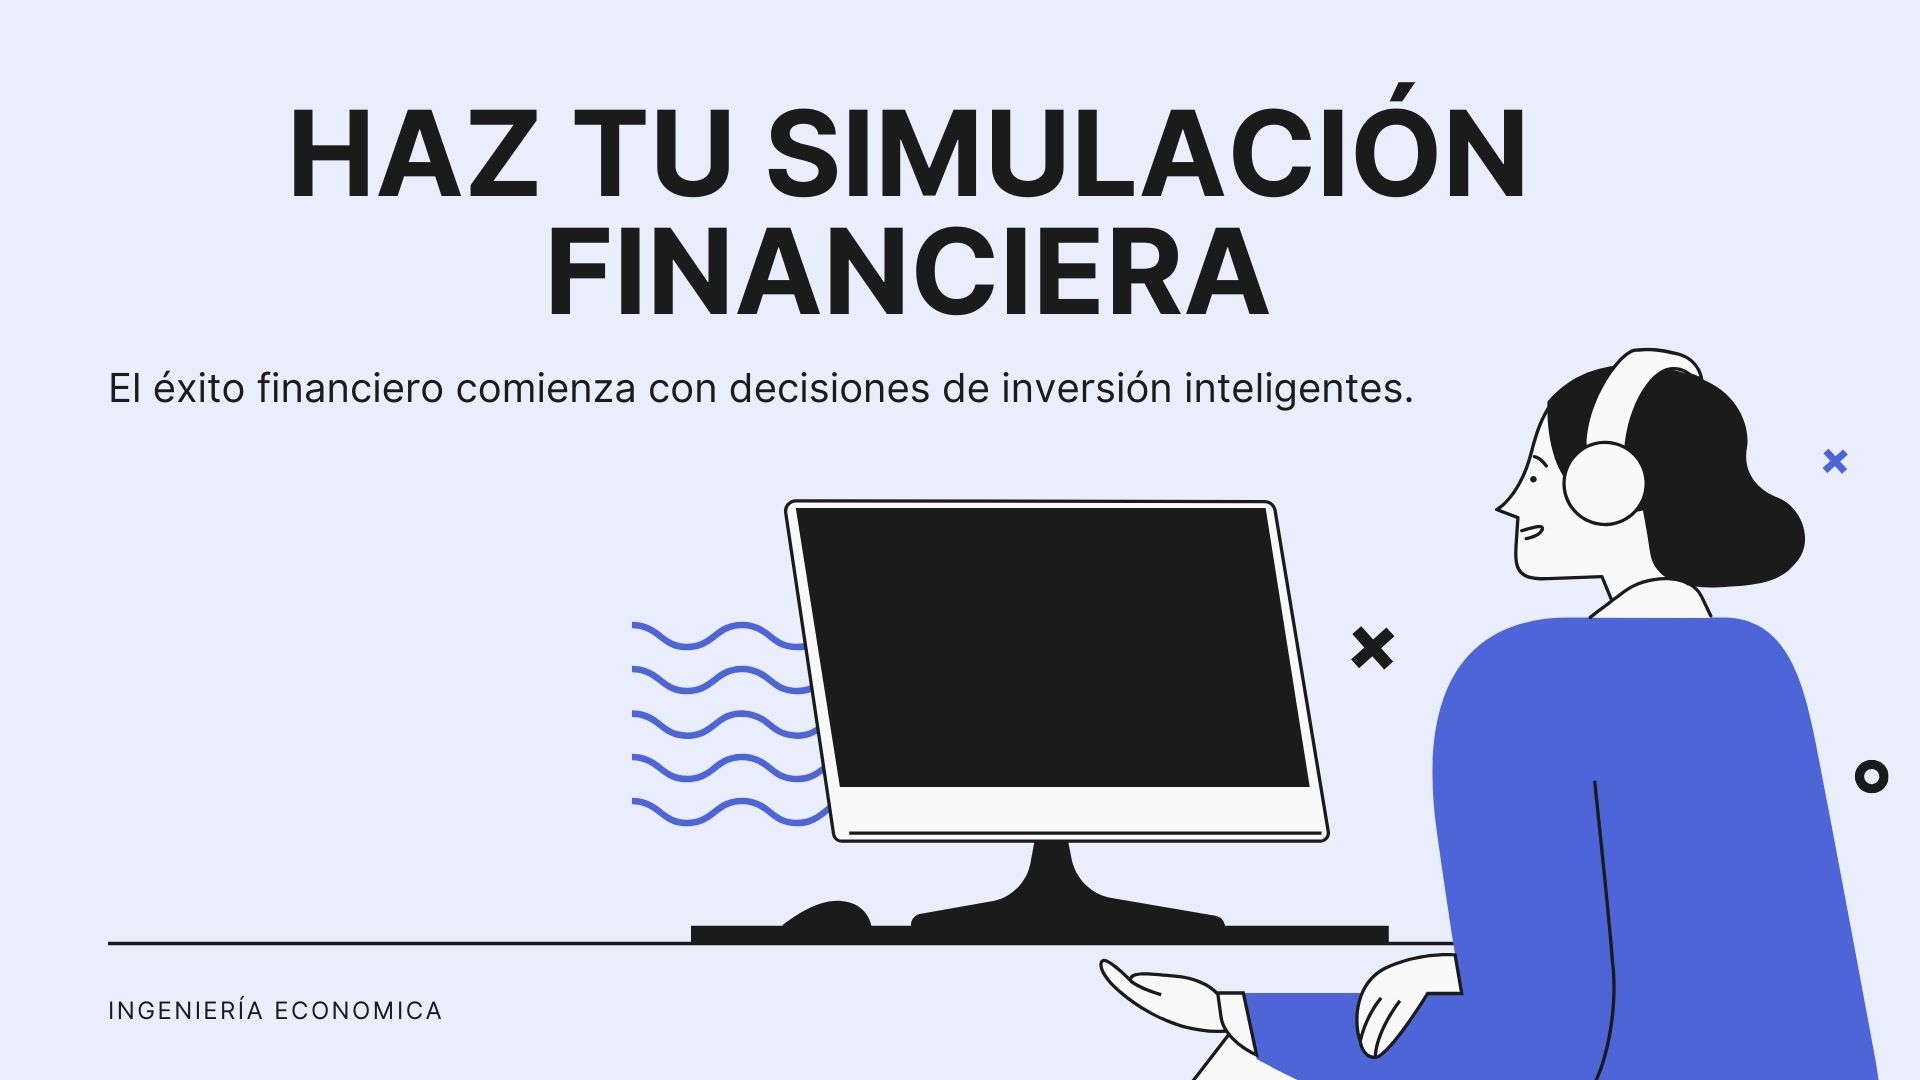 HAZ TU SIMULACIÓN
FINANCIERA
El éxito financiero comienza con decisiones de inversión inteligentes.
INGENIERÍA ECONOMICA